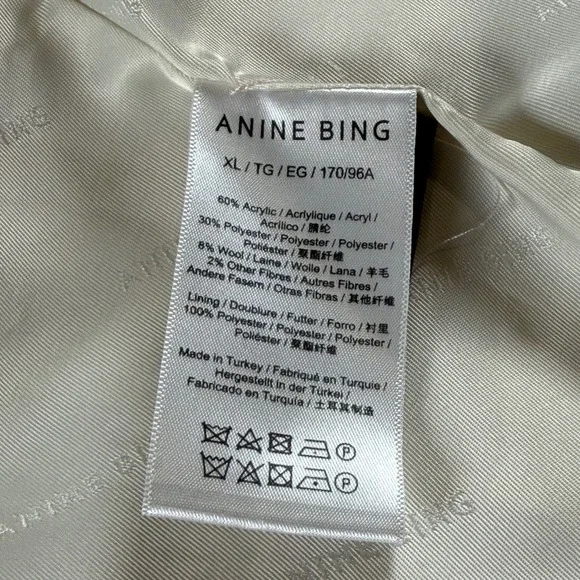 ANINE BING
XL / TG / EG / 170/96A
60% Acrylic / Acrlylique / Acryl /
Acrílico / 腈纶
30% Polyester / Polyester / Polyester /
Poliéster / 聚酯纤维
8% Wool / Laine / Wolle / Lana / 羊毛
2% Other Fibres / Autres Fibres /
Andere Fasern / Otras Fibras / 其他纤维
Lining / Doublure / Futter / Forro / 衬里
100% Polyester / Polyester / Polyester /
Poliéster / 聚酯纤维
Made in Turkey / Fabriqué en Turquie /
Hergestellt in der Türkei /
Fabricado en Turquía / 土耳其制造
P
P